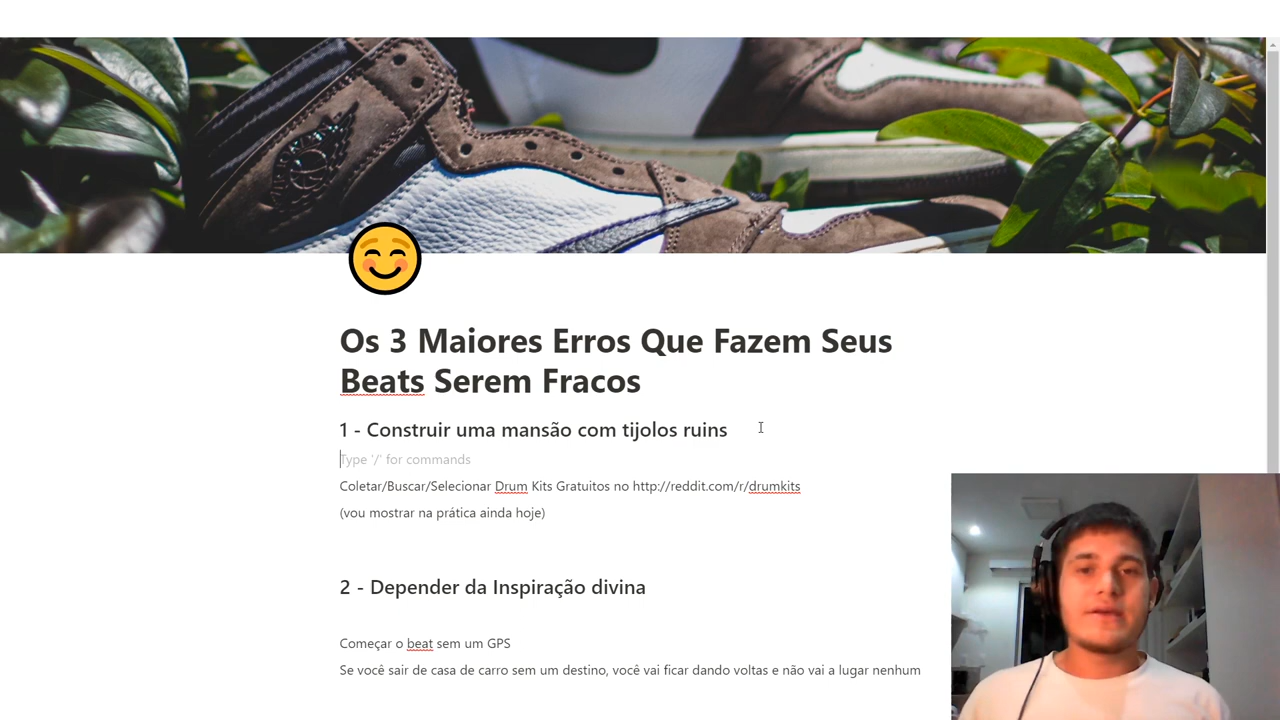 Os 3 Maiores Erros Que Fazem Seus
Beats Serem Fracos
1 - Construir uma mansão com tijolos ruins
Type '/' for commands
Coletar/Buscar/Selecionar Drum Kits Gratuitos no http://reddit.com/r/drumkits
(vou mostrar na prática ainda hoje)
2 - Depender da Inspiração divina
Começar o beat sem um GPS
Se você sair de casa de carro sem um destino, você vai ficar dando voltas e não vai a lugar nenhum